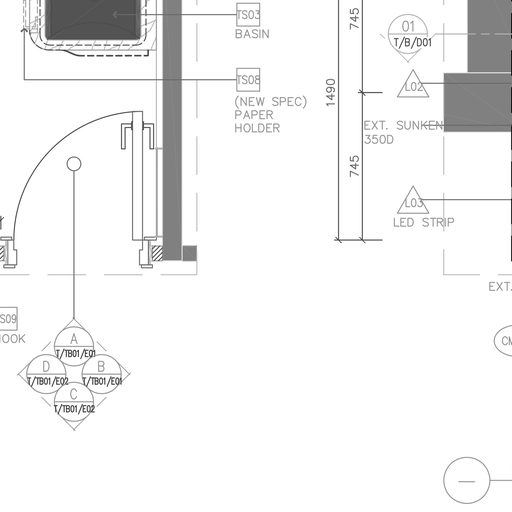 TS03
BASIN
TS08
(NEW SPEC)
PAPER
HOLDER
745
1490
745
01
T/B/D01
L02
EXT. SUNKEN
350D
L03
LED STRIP
EXT.
S09
HOOK
CM
A
T/TB01/E01
D
T/TB01/E02
B
T/TB01/E01
C
T/TB01/E02